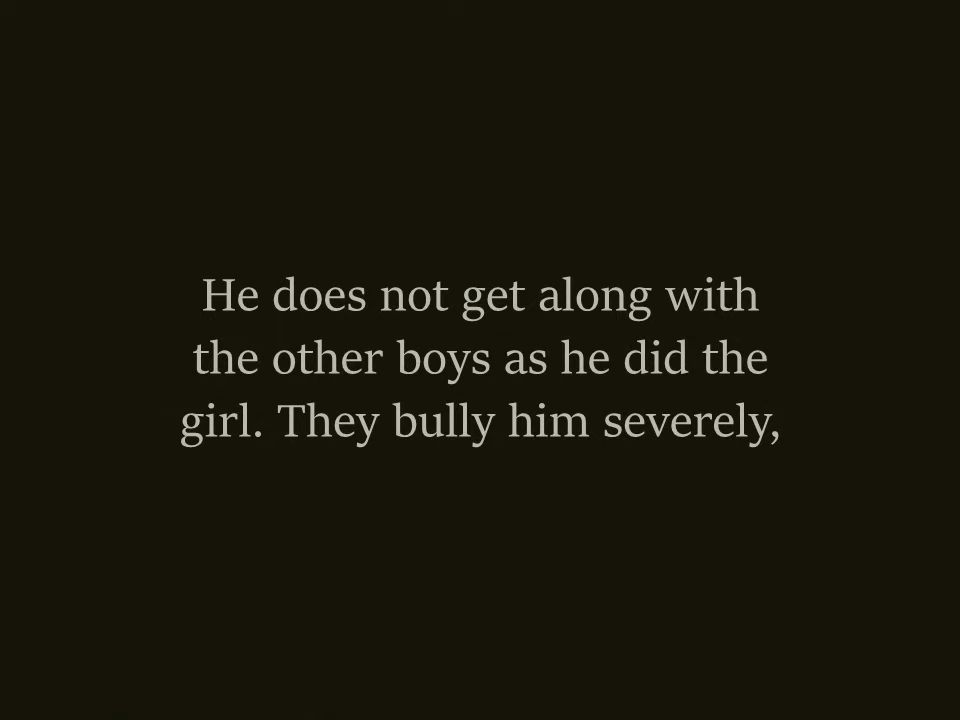 He does not get along with
the other boys as he did the
girl. They bully him severely,